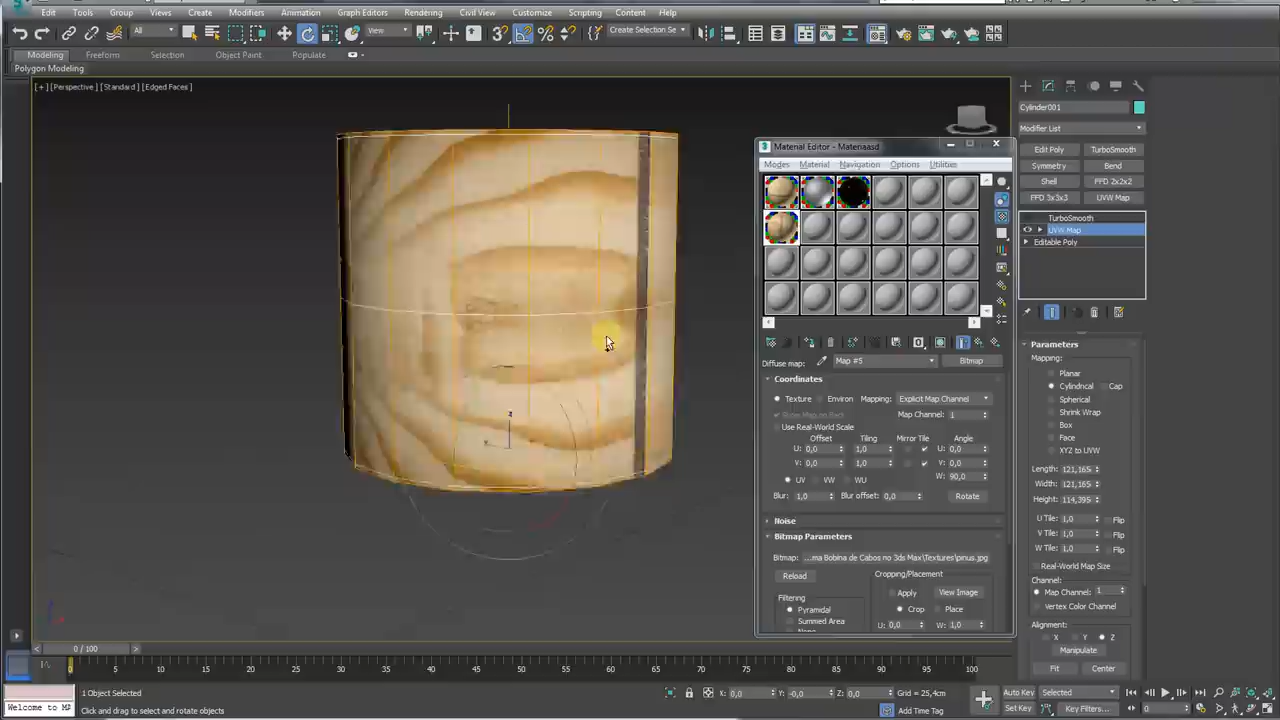 Edit Tools Group Views Create Modifiers Animation Graph Editors Rendering Civil View Customize Scripting Content Help
All View Create Selection Se
Modeling Freeform Selection Object Paint Populate
Polygon Modeling
[+] [Perspective] [Standard] [Edged Faces]
Cylinder001
Modifier List
Edit Poly TurboSmooth
Symmetry Bend
Shell FFD 2x2x2
FFD 3x3x3 UVW Map
TurboSmooth
UVW Map
Editable Poly
Material Editor - Materiaasd
Modes Material Navigation Options Utilities
Diffuse map: Map #5 Bitmap
Coordinates
Texture Environ Mapping: Explicit Map Channel
Show Map on Back Map Channel: 1
Use Real-World Scale
Offset Tiling Mirror Tile Angle
U: 0,0 1,0 U: 0,0
V: 0,0 1,0 V: 0,0
UV VW WU W: 90,0
Blur: 1,0 Blur offset: 0,0 Rotate
Noise
Bitmap Parameters
Bitmap: ...ma Bobina de Cabos no 3ds Max\Textures\pinus.jpg
Reload Cropping/Placement
Apply View Image
Filtering
Pyramidal Crop Place
Summed Area U: 0,0 W: 1,0
Parameters
Mapping:
Planar
Cylindrical Cap
Spherical
Shrink Wrap
Box
Face
XYZ to UVW
Length: 121,165
Width: 121,165
Height: 114,395
U Tile: 1,0 Flip
V Tile: 1,0 Flip
W Tile: 1,0 Flip
Real-World Map Size
Channel:
Map Channel: 1
Vertex Color Channel
Alignment:
X Y Z
Manipulate
Fit Center
0 / 100
0 5 10 15 20 25 30 35 40 45 50 55 60 65 70 75 80 85 90 95 100
1 Object Selected X: 0,0 Y: -0,0 Z: 0,0 Grid = 25,4cm Auto Key Selected
Welcome to M Click and drag to select and rotate objects Add Time Tag Set Key Key Filters... 0